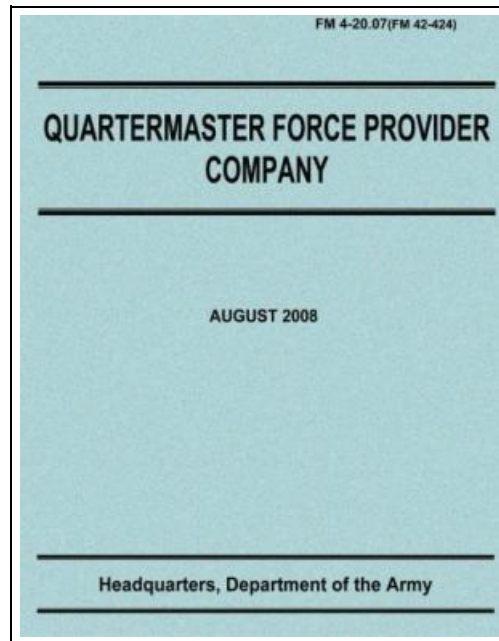 FM 4-20.07(FM 42-424)
QUARTERMASTER FORCE PROVIDER
COMPANY
AUGUST 2008
Headquarters, Department of the Army